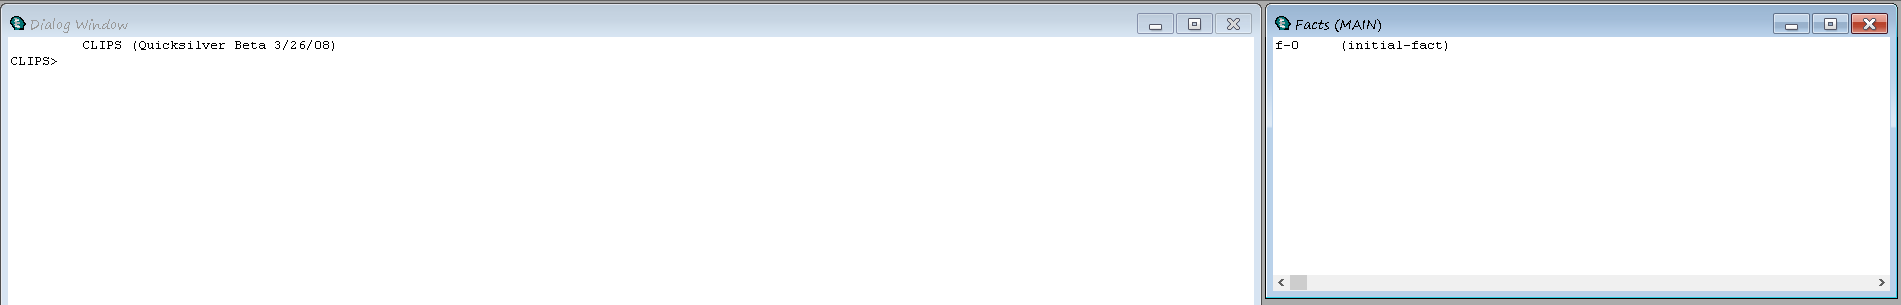 Dialog Window
CLIPS (Quicksilver Beta 3/26/08)
CLIPS>
Facts (MAIN)
f-0 (initial-fact)